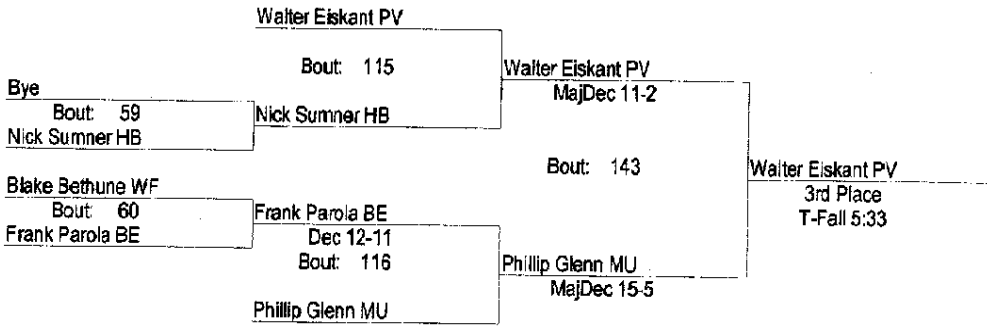 Walter Eiskant PV
Bout: 115
Walter Eiskant PV
MajDec 11-2
Bye
Bout: 59
Nick Sumner HB
Nick Sumner HB
Bout: 143
Walter Eiskant PV
3rd Place
T-Fall 5:33
Blake Bethune WF
Bout: 60
Frank Parola BE
Frank Parola BE
Dec 12-11
Bout: 116
Phillip Glenn MU
MajDec 15-5
Phillip Glenn MU